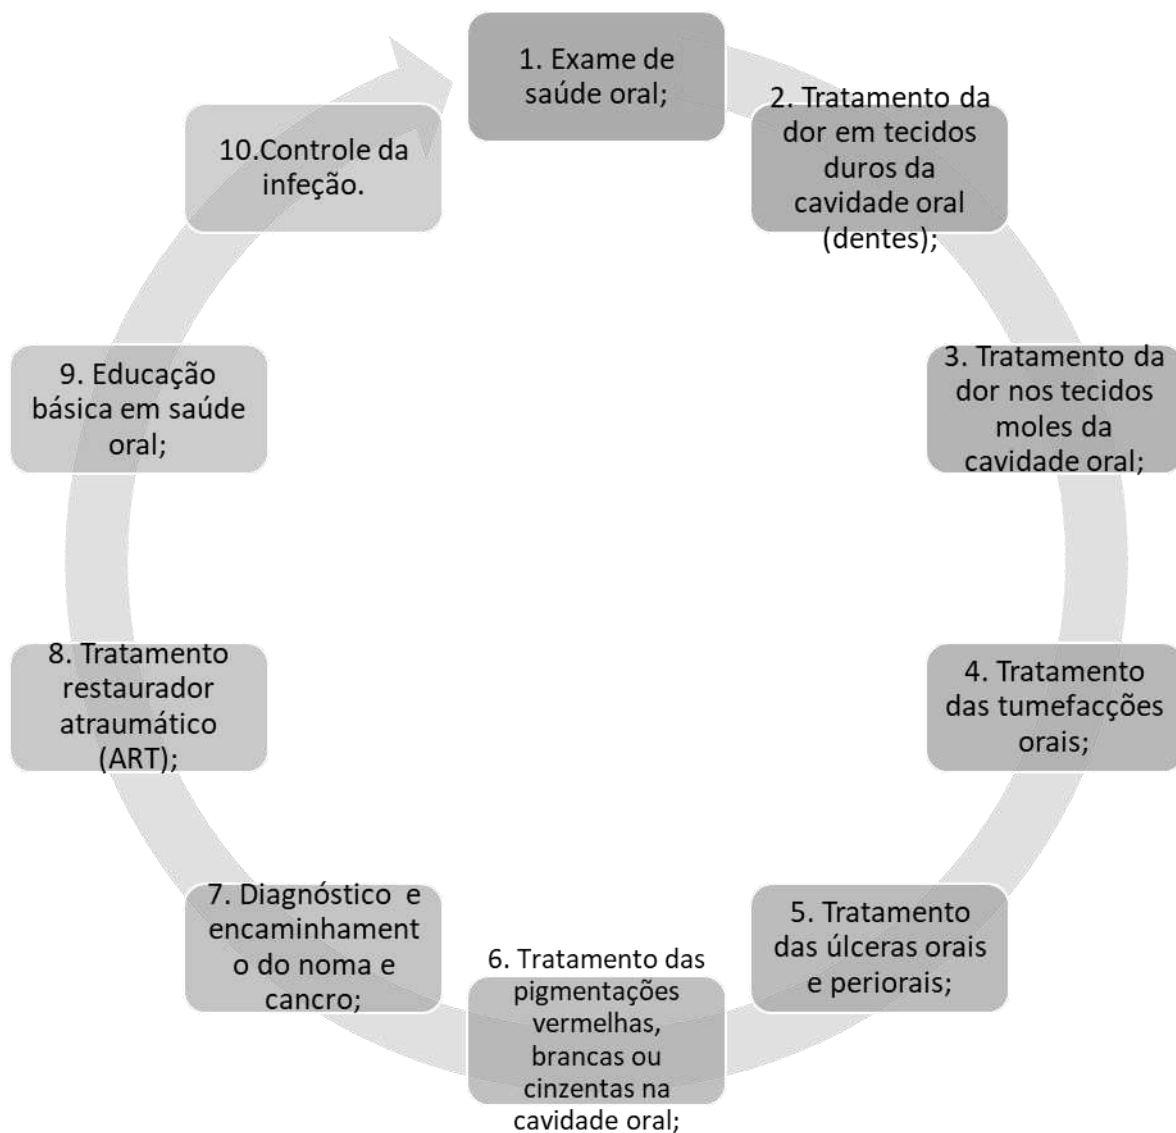 1. Exame de
saúde oral;
2. Tratamento da
dor em tecidos
duros da
cavidade oral
(dentes);
3. Tratamento da
dor nos tecidos
moles da
cavidade oral;
4. Tratamento
das tumefacções
orais;
5. Tratamento
das úlceras orais
e periorais;
6. Tratamento das
pigmentações
vermelhas,
brancas ou
cinzentas na
cavidade oral;
7. Diagnóstico e
encaminhament
o do noma e
cancro;
8. Tratamento
restaurador
atraumático
(ART);
9. Educação
básica em saúde
oral;
10.Controle da
infeção.